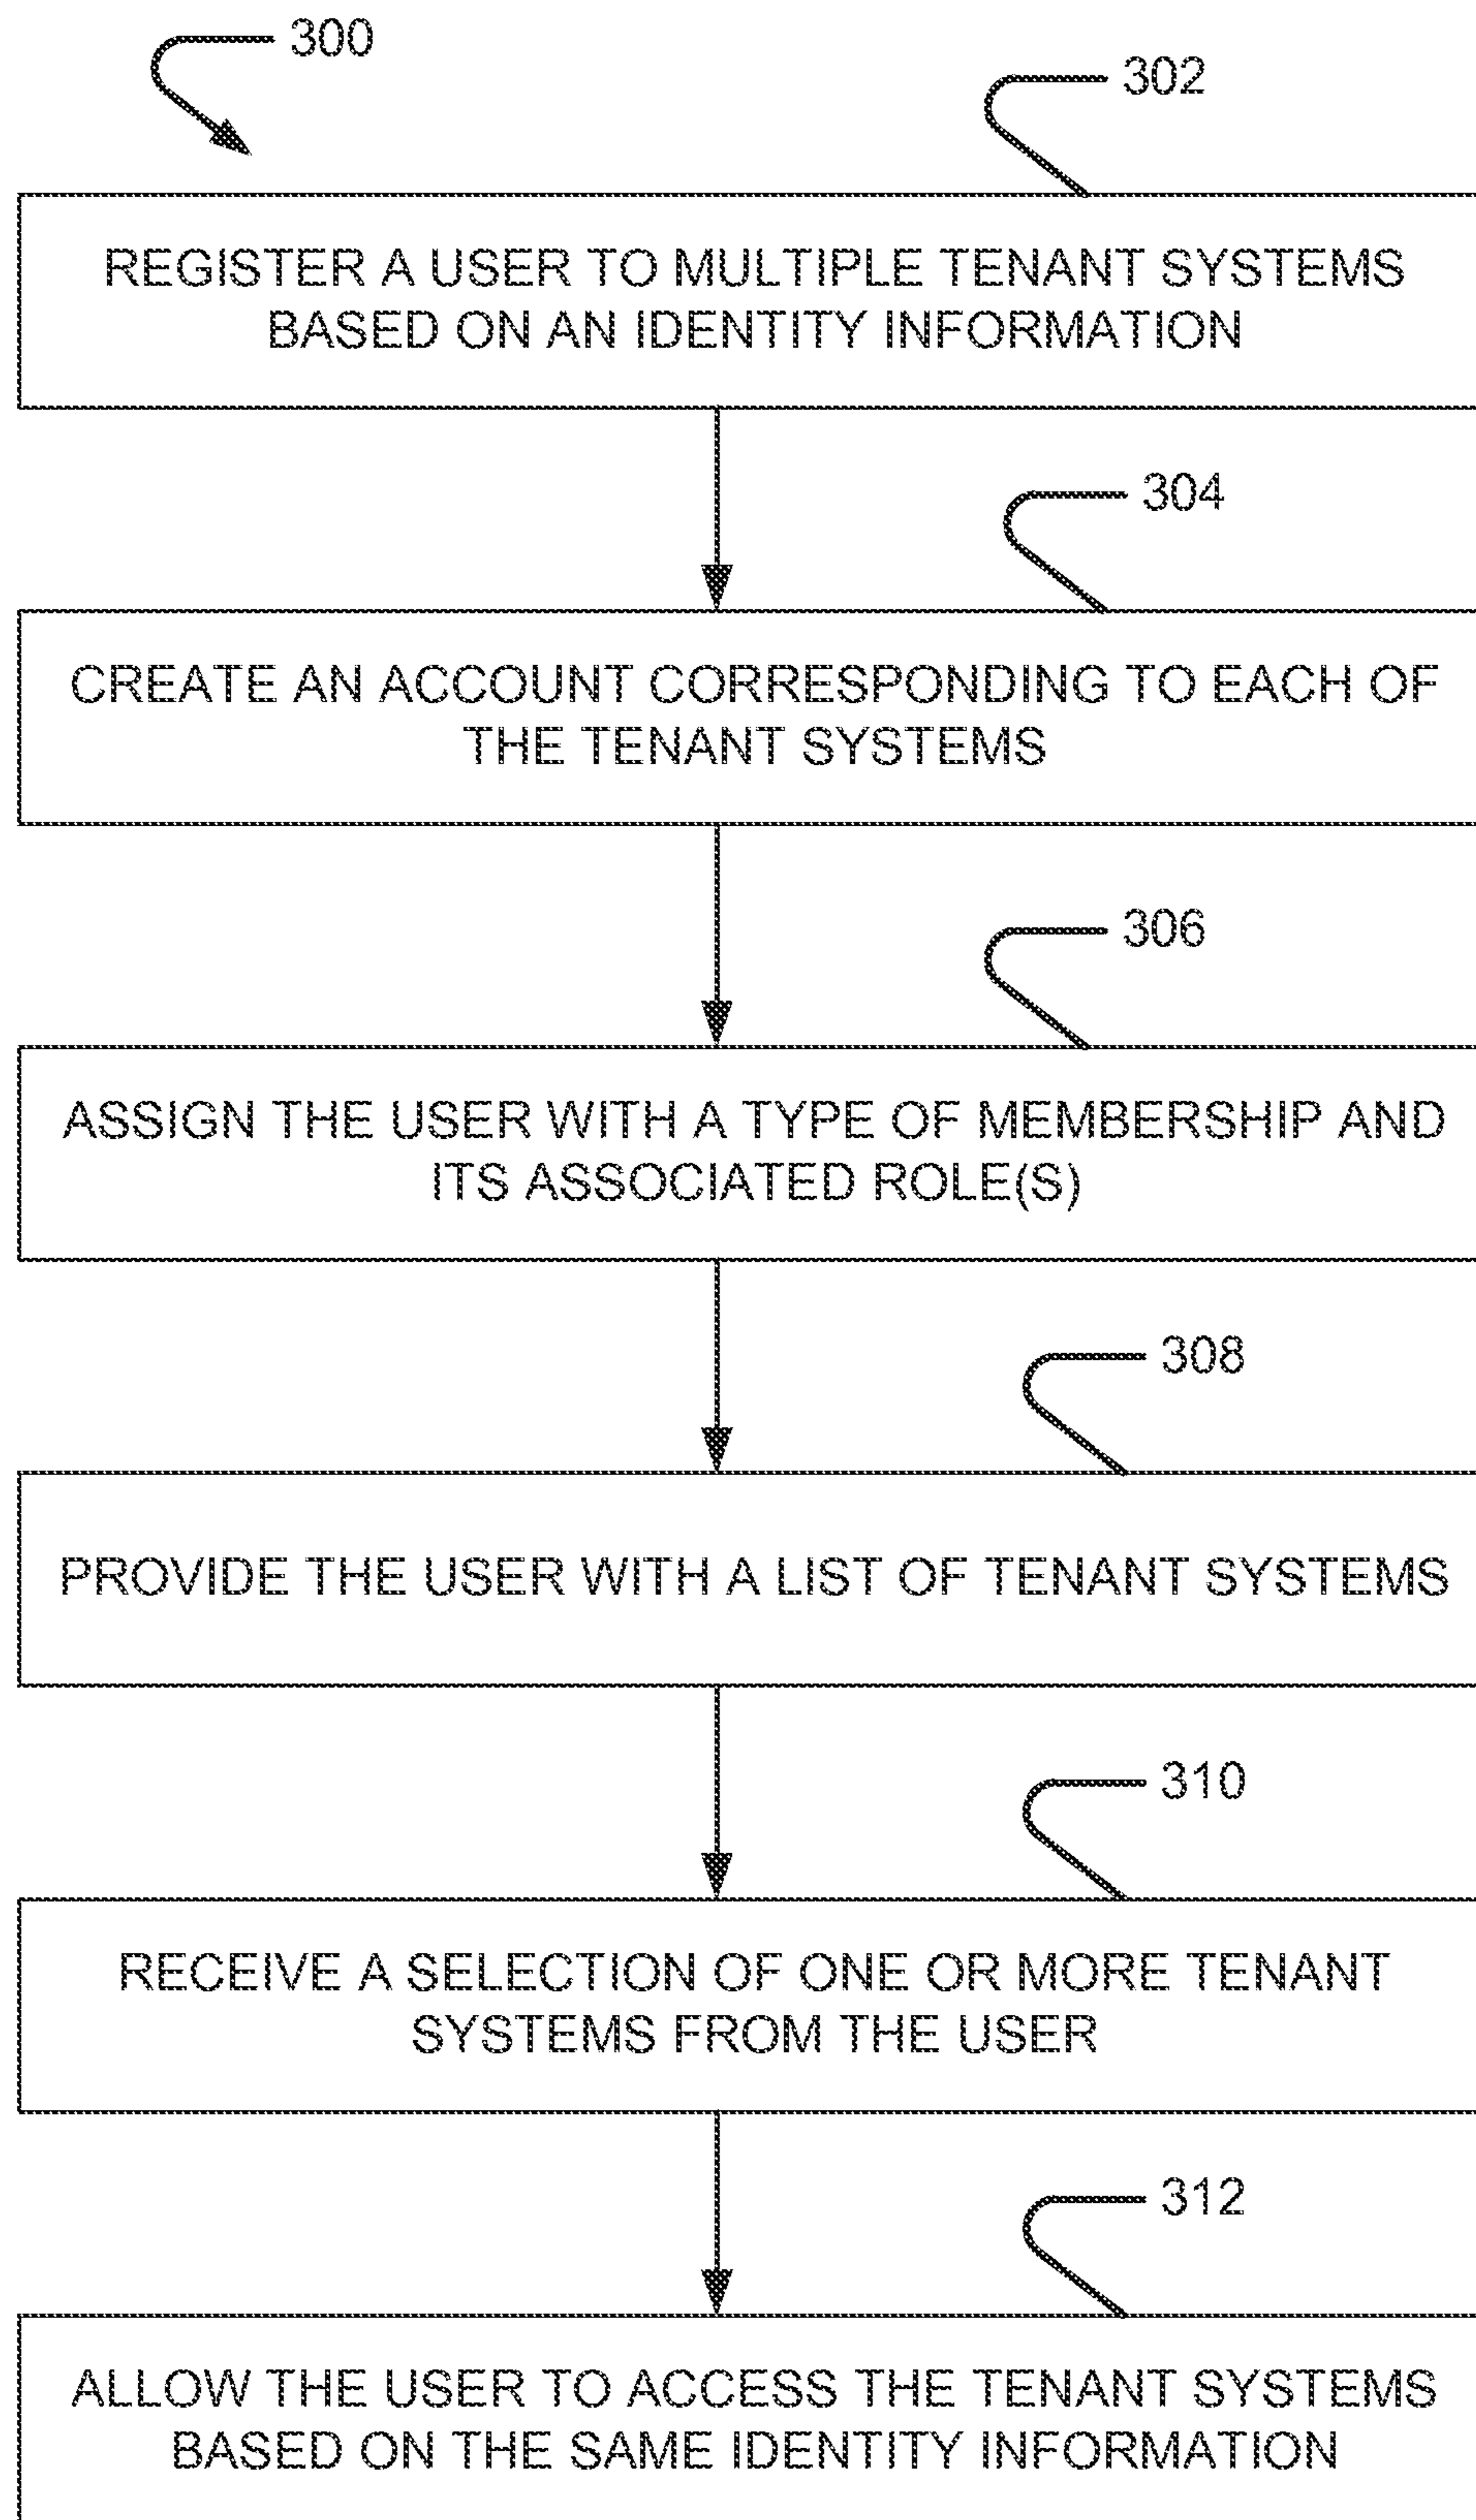 300
302
REGISTER A USER TO MULTIPLE TENANT SYSTEMS
BASED ON AN IDENTITY INFORMATION
304
CREATE AN ACCOUNT CORRESPONDING TO EACH OF
THE TENANT SYSTEMS
306
ASSIGN THE USER WITH A TYPE OF MEMBERSHIP AND
ITS ASSOCIATED ROLE(S)
308
PROVIDE THE USER WITH A LIST OF TENANT SYSTEMS
310
RECEIVE A SELECTION OF ONE OR MORE TENANT
SYSTEMS FROM THE USER
312
ALLOW THE USER TO ACCESS THE TENANT SYSTEMS
BASED ON THE SAME IDENTITY INFORMATION